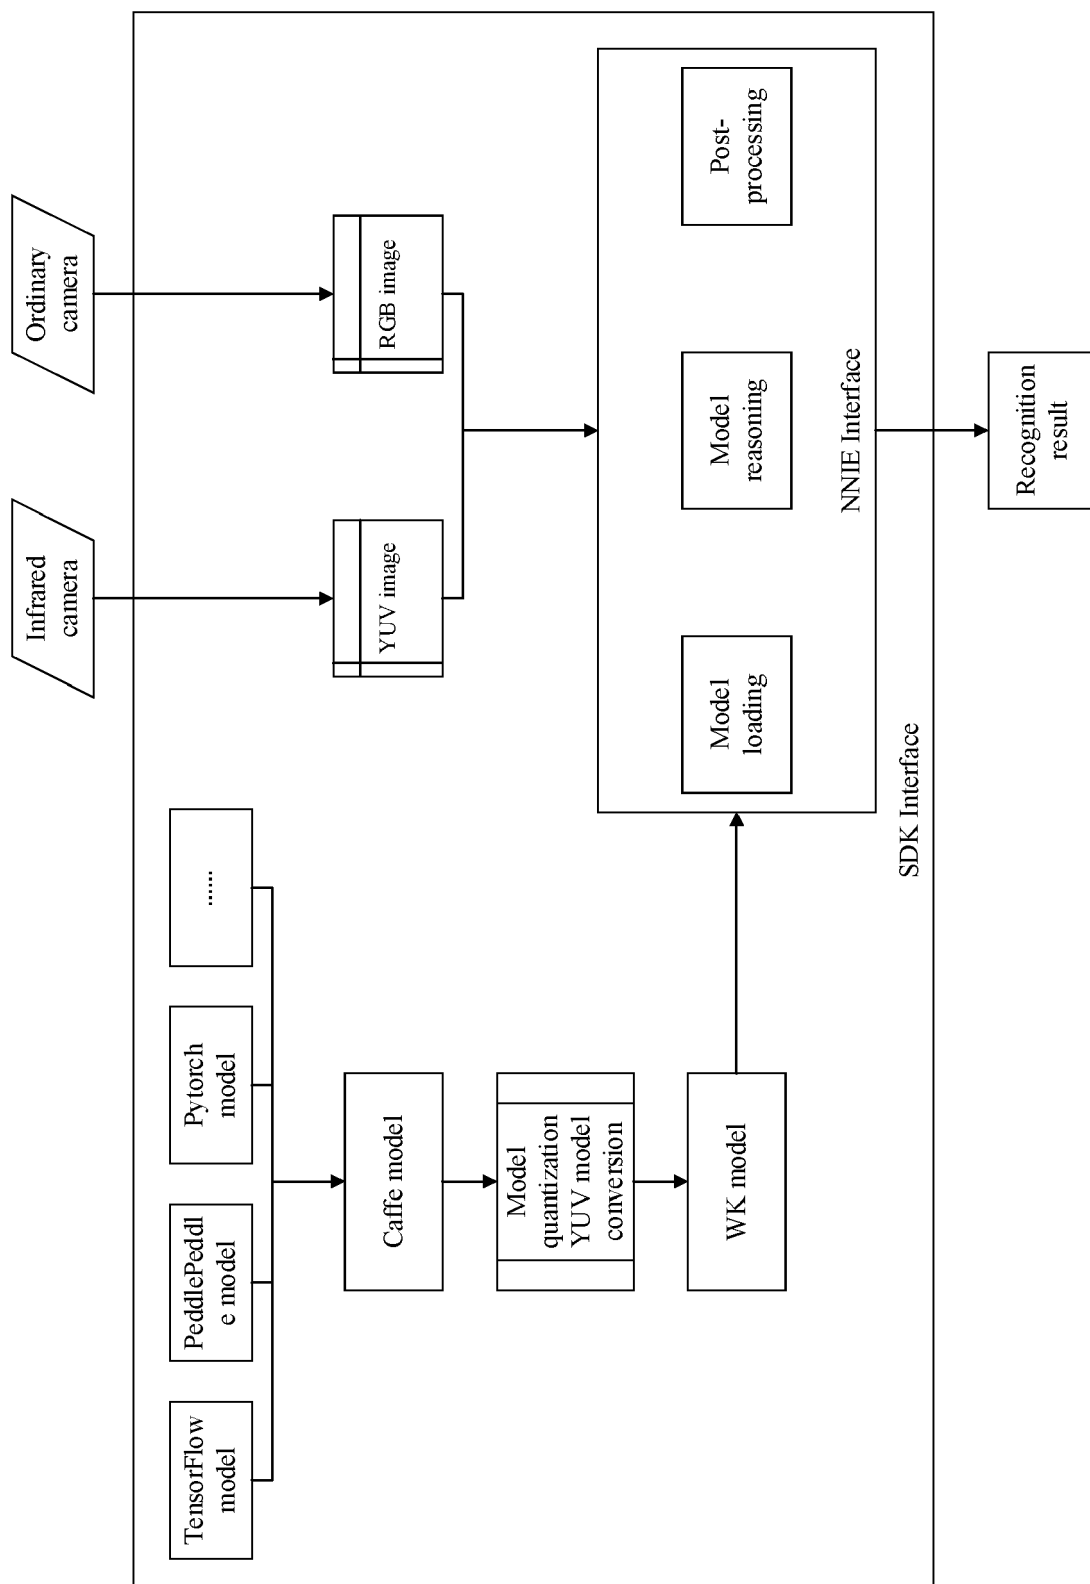 Infrared
camera
Ordinary
camera
TensorFlow
model
PeddlePeddl
e model
Pytorch
model
......
Caffe model
Model
quantization
YUV model
conversion
WK model
YUV image
RGB image
Model
loading
Model
reasoning
Post-
processing
NNIE Interface
SDK Interface
Recognition
result